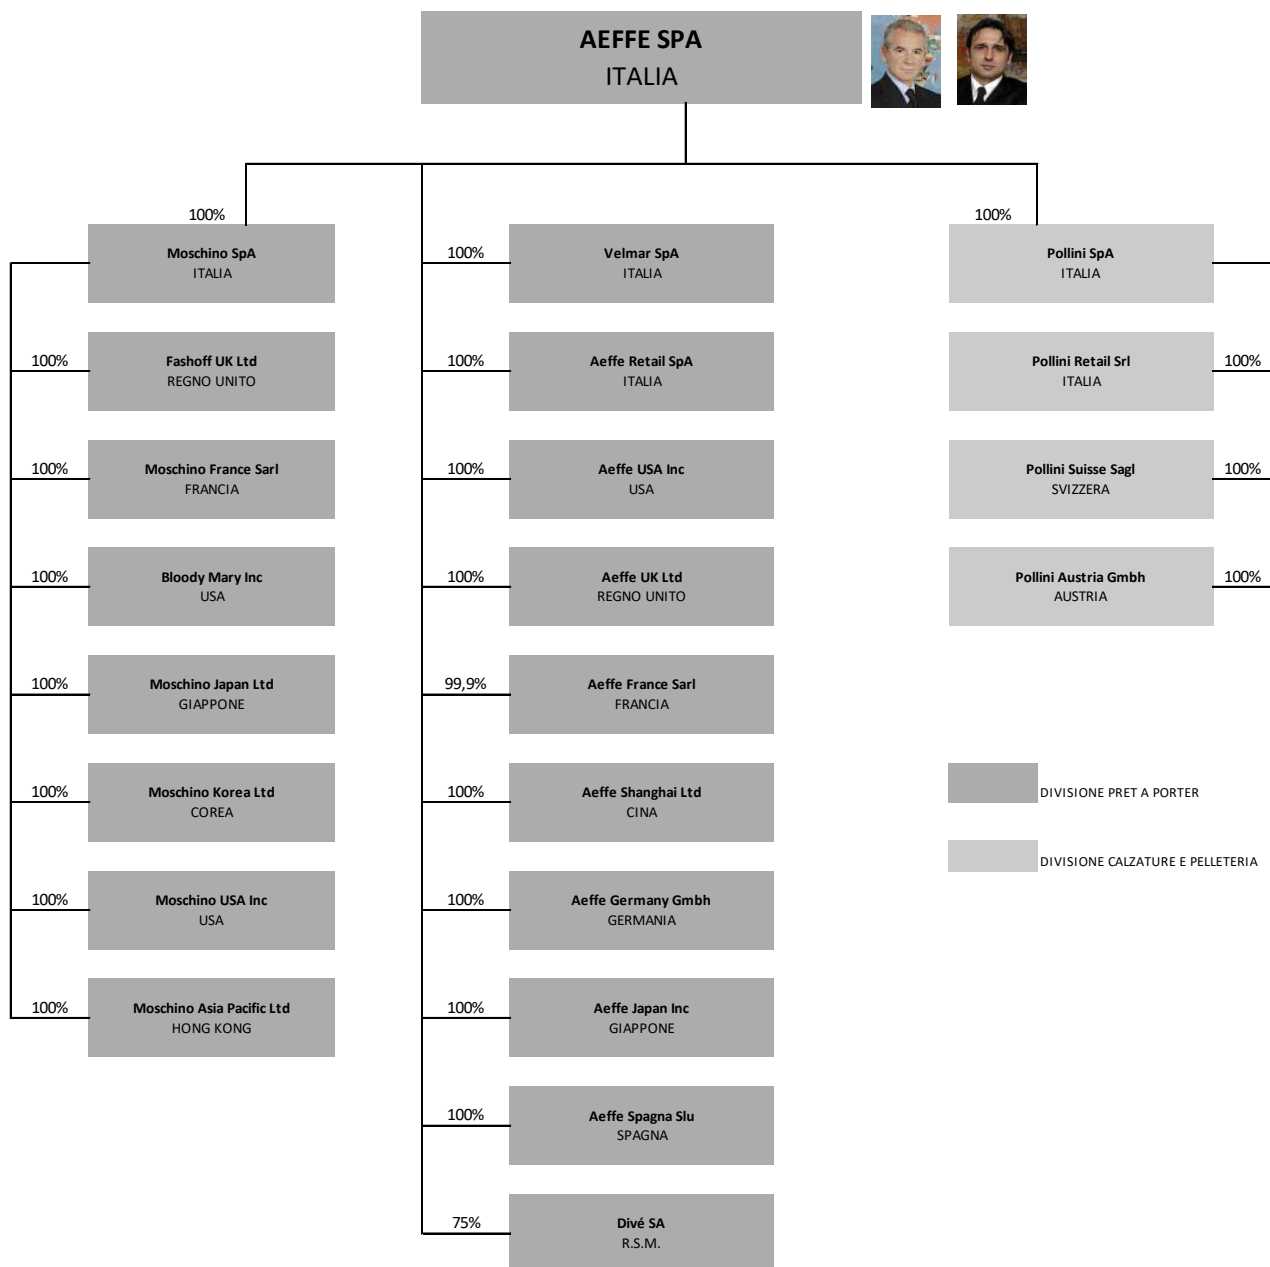 AEFFE SPA
ITALIA
100%
Moschino SpA
ITALIA
100%
Fashoff UK Ltd
REGNO UNITO
100%
Moschino France Sarl
FRANCIA
100%
Bloody Mary Inc
USA
100%
Moschino Japan Ltd
GIAPPONE
100%
Moschino Korea Ltd
COREA
100%
Moschino USA Inc
USA
100%
Moschino Asia Pacific Ltd
HONG KONG
100%
Velmar SpA
ITALIA
100%
Aeffe Retail SpA
ITALIA
100%
Aeffe USA Inc
USA
100%
Aeffe UK Ltd
REGNO UNITO
99,9%
Aeffe France Sarl
FRANCIA
100%
Aeffe Shanghai Ltd
CINA
100%
Aeffe Germany Gmbh
GERMANIA
100%
Aeffe Japan Inc
GIAPPONE
100%
Aeffe Spagna Slu
SPAGNA
75%
Divé SA
R.S.M.
100%
Pollini SpA
ITALIA
Pollini Retail Srl
ITALIA
100%
Pollini Suisse Sagl
SVIZZERA
100%
Pollini Austria Gmbh
AUSTRIA
100%
DIVISIONE PRET A PORTER
DIVISIONE CALZATURE E PELLETERIA